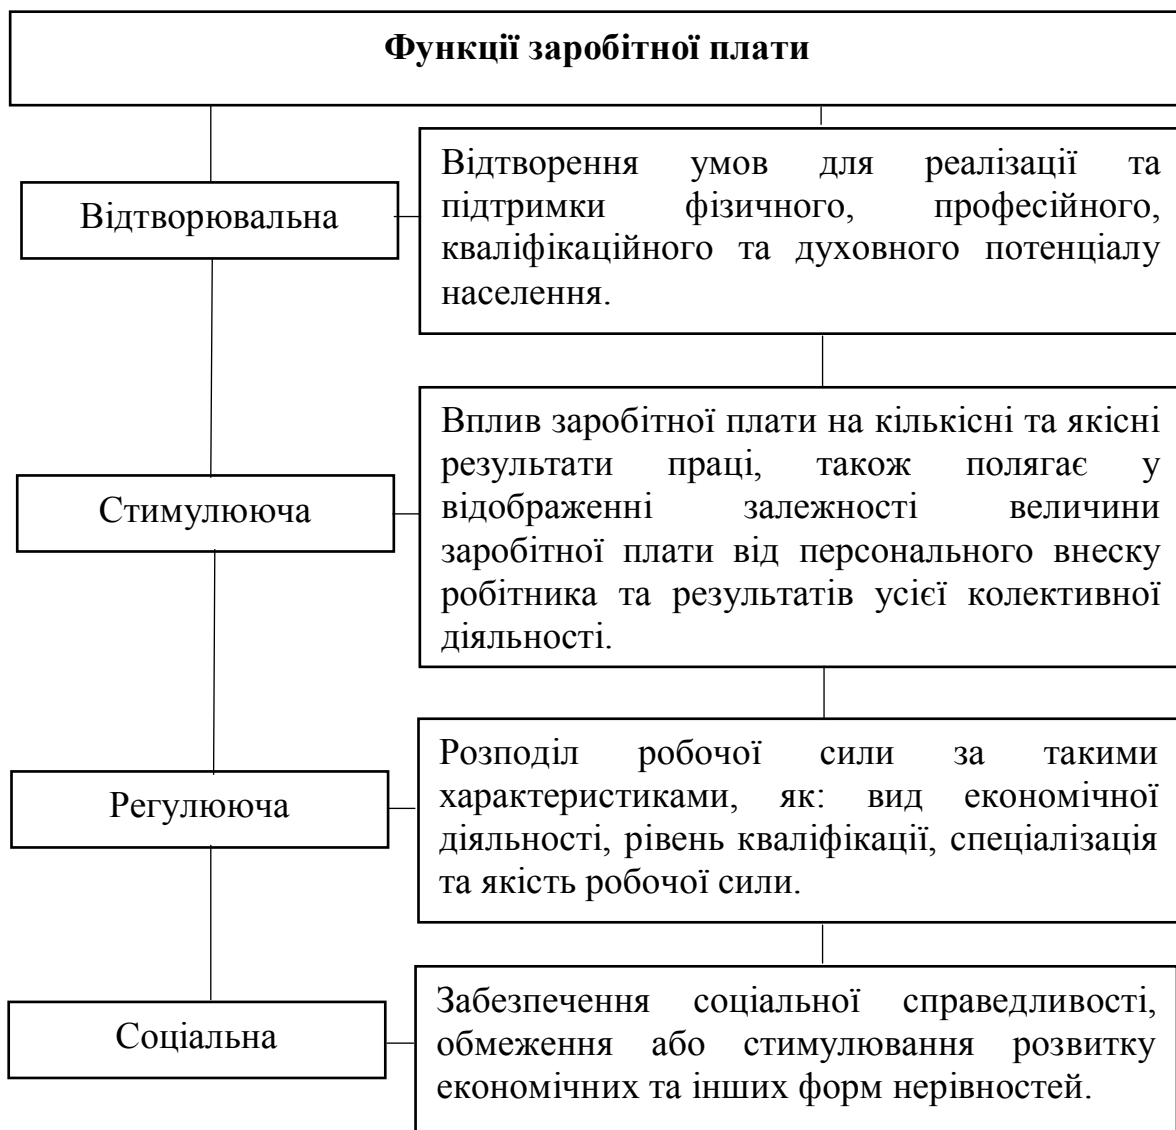 Функції заробітної плати
Відтворювальна
Відтворення умов для реалізації та
підтримки фізичного, професійного,
кваліфікаційного та духовного потенціалу
населення.
Стимулююча
Вплив заробітної плати на кількісні та якісні
результати праці, також полягає у
відображенні залежності величини
заробітної плати від персонального внеску
робітника та результатів усієї колективної
діяльності.
Регулююча
Розподіл робочої сили за такими
характеристиками, як: вид економічної
діяльності, рівень кваліфікації, спеціалізація
та якість робочої сили.
Соціальна
Забезпечення соціальної справедливості,
обмеження або стимулювання розвитку
економічних та інших форм нерівностей.